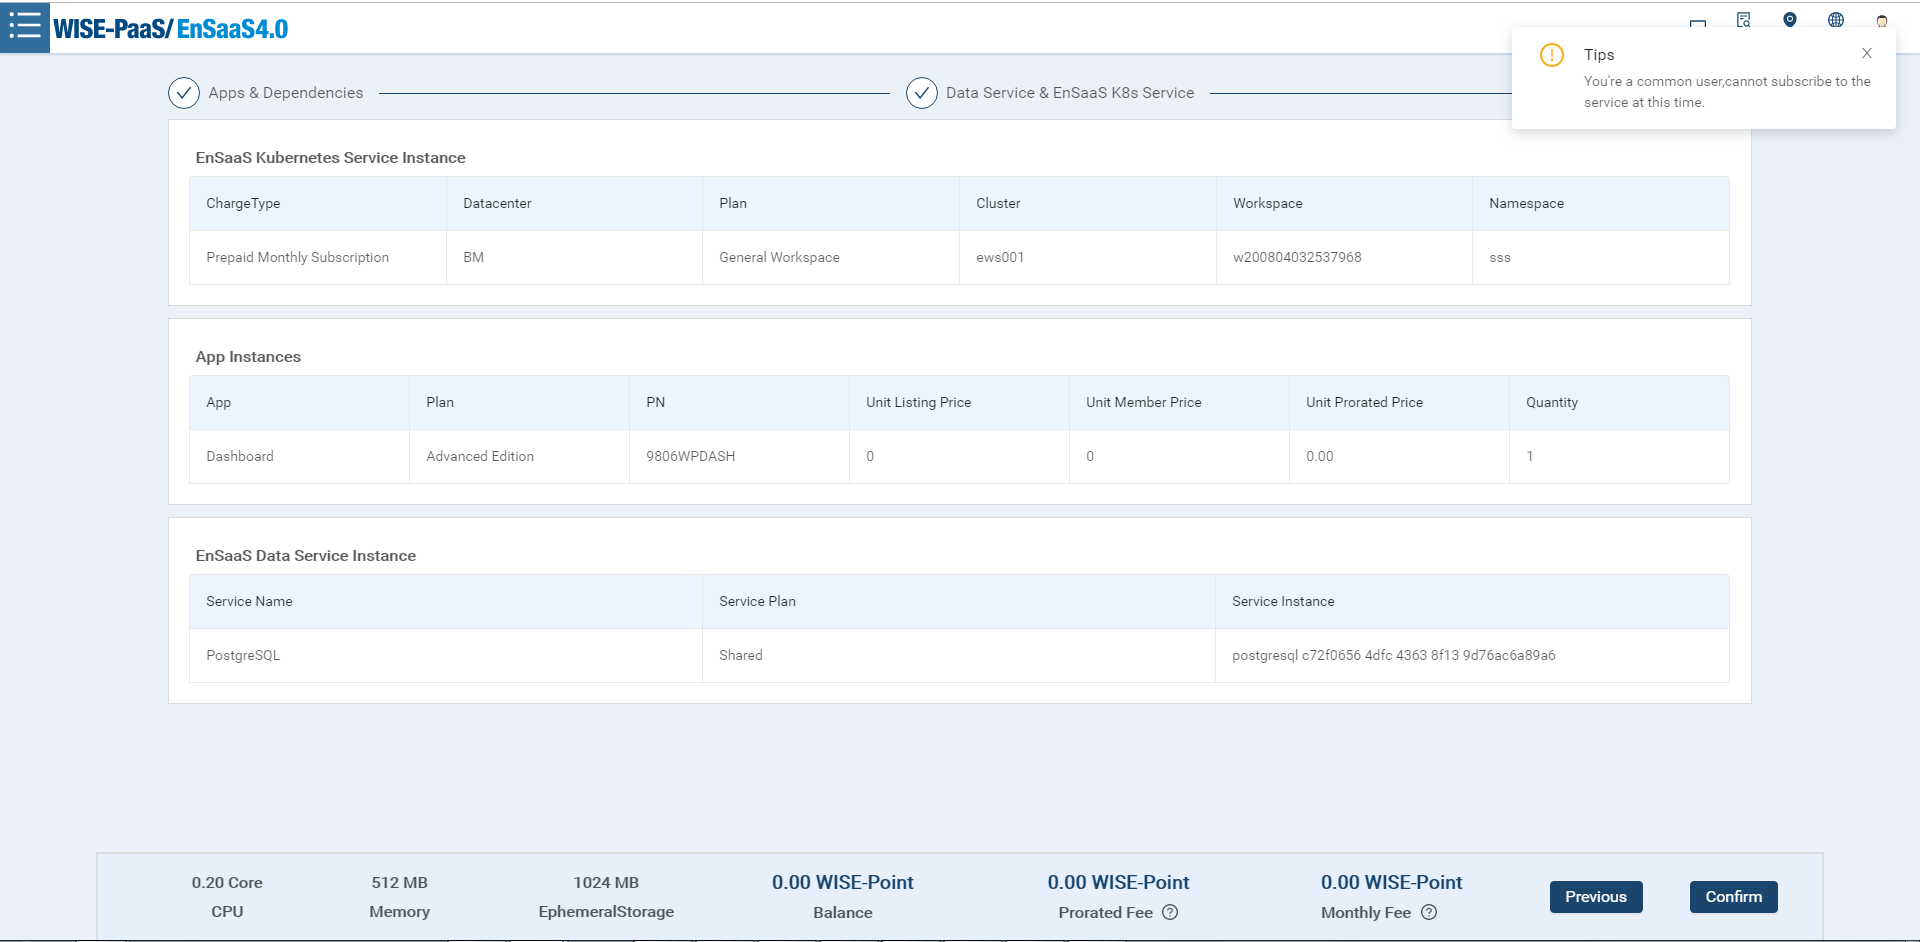 WISE-PaaS/ EnSaaS4.0
Tips
You're a common user,cannot subscribe to the
service at this time.
Apps & Dependencies
Data Service & EnSaaS K8s Service
EnSaaS Kubernetes Service Instance
ChargeType Datacenter Plan Cluster Workspace Namespace
Prepaid Monthly Subscription BM General Workspace ews001 w200804032537968 sss
App Instances
App Plan PN Unit Listing Price Unit Member Price Unit Prorated Price Quantity
Dashboard Advanced Edition 9806WPDASH 0 0 0.00 1
EnSaaS Data Service Instance
Service Name Service Plan Service Instance
PostgreSQL Shared postgresql c72f0656 4dfc 4363 8f13 9d76ac6a89a6
0.20 Core 512 MB 1024 MB 0.00 WISE-Point 0.00 WISE-Point 0.00 WISE-Point
CPU Memory EphemeralStorage Balance Prorated Fee Monthly Fee
Previous Confirm